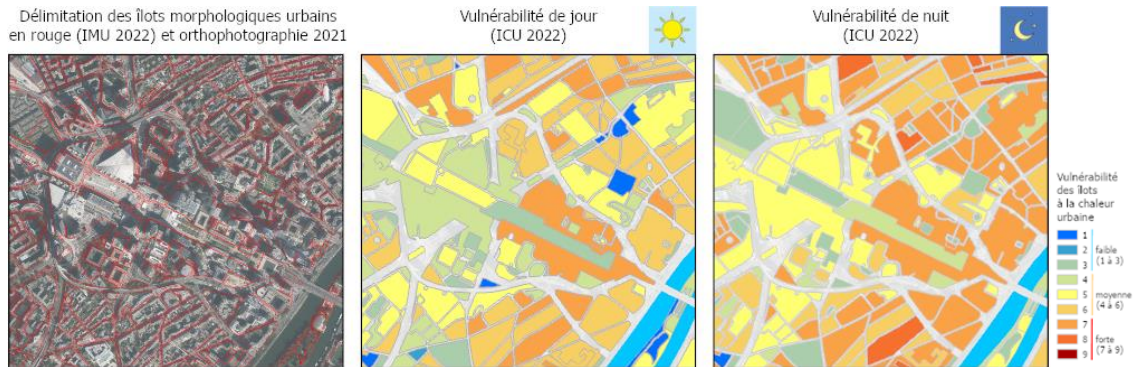 Délimitation des îlots morphologiques urbains
en rouge (IMU 2022) et orthophotographie 2021
Vulnérabilité de jour
(ICU 2022)
Vulnérabilité de nuit
(ICU 2022)
Vulnérabilité
des îlots
à la chaleur
urbaine
1
2
3
4
5
6
7
8
9
faible
(1 à 3)
moyenne
(4 à 6)
forte
(7 à 9)